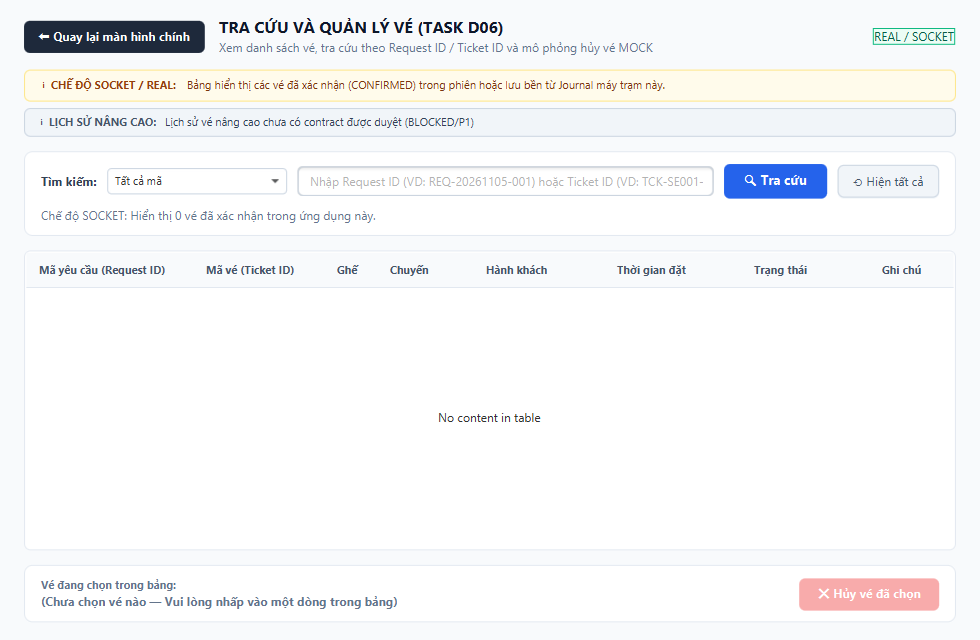 ⬅ Quay lại màn hình chính
TRA CỨU VÀ QUẢN LÝ VÉ (TASK D06)
Xem danh sách vé, tra cứu theo Request ID / Ticket ID và mô phỏng hủy vé MOCK
REAL / SOCKET
ℹ CHẾ ĐỘ SOCKET / REAL: Bảng hiển thị các vé đã xác nhận (CONFIRMED) trong phiên hoặc lưu bền từ Journal máy trạm này.
ℹ LỊCH SỬ NÂNG CAO: Lịch sử vé nâng cao chưa có contract được duyệt (BLOCKED/P1)
Tìm kiếm: Tất cả mã Nhập Request ID (VD: REQ-20261105-001) hoặc Ticket ID (VD: TCK-SE001- 🔍 Tra cứu ⟲ Hiện tất cả
Chế độ SOCKET: Hiển thị 0 vé đã xác nhận trong ứng dụng này.
Mã yêu cầu (Request ID) Mã vé (Ticket ID) Ghế Chuyến Hành khách Thời gian đặt Trạng thái Ghi chú
No content in table
Vé đang chọn trong bảng:
(Chưa chọn vé nào — Vui lòng nhấp vào một dòng trong bảng)
❌ Hủy vé đã chọn